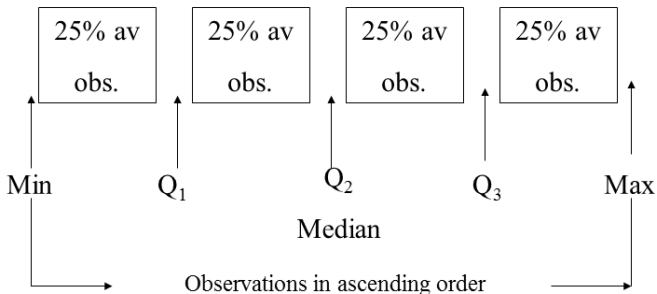 25% av 25% av 25% av 25% av
obs. obs. obs. obs.
Min Q₁ Q₂ Q₃ Max
Median
Observations in ascending order